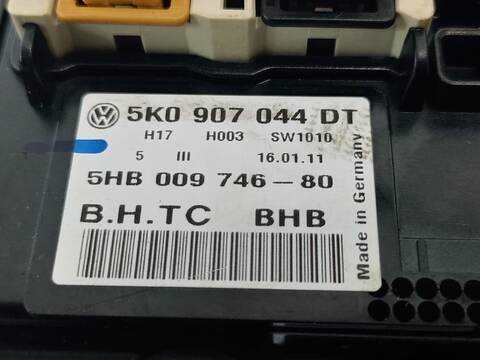 5K0 907 044 DT
H17 H003 SW1010
5 III 16.01.11
5HB 009 746-80
B.H.TC BHB
Made in Germany